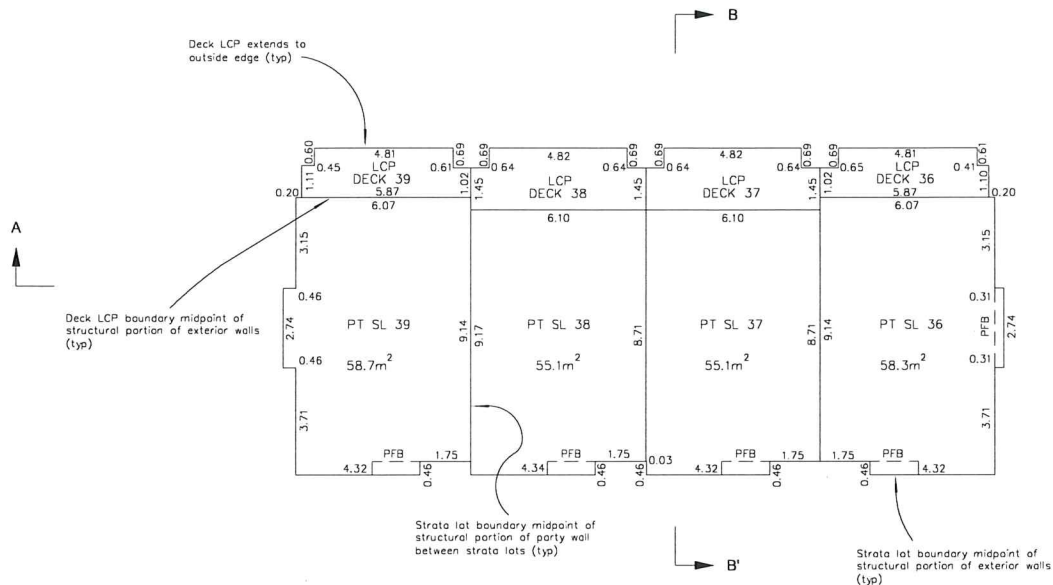 B
Deck LCP extends to
outside edge (typ)
0.60
4.81
0.69
0.69
4.82
0.69
0.69
4.82
0.69
0.69
4.81
0.61
0.45
LCP
0.61
0.64
0.64
0.64
0.64
0.65
LCP
0.41
1.11
DECK 39
1.02
1.45
LCP
DECK 38
1.45
LCP
DECK 37
1.45
1.02
DECK 36
1.10
0.20
5.87
5.87
0.20
6.07
6.10
6.10
6.07
A
3.15
3.15
0.46
0.31
Deck LCP boundary midpoint of
structural portion of exterior walls
(typ)
2.74
PT SL 39
9.14
9.17
PT SL 38
8.71
PT SL 37
8.71
9.14
PT SL 36
PFB
2.74
0.46
0.31
58.7m2
55.1m2
55.1m2
58.3m2
3.71
3.71
PFB
1.75
PFB
1.75
0.03
PFB
1.75
1.75
PFB
4.32
0.46
4.34
0.46
0.46
4.32
0.46
0.46
4.32
Strata lot boundary midpoint of
structural portion of party wall
between strata lots (typ)
Strata lot boundary midpoint of
structural portion of exterior walls
(typ)
B'